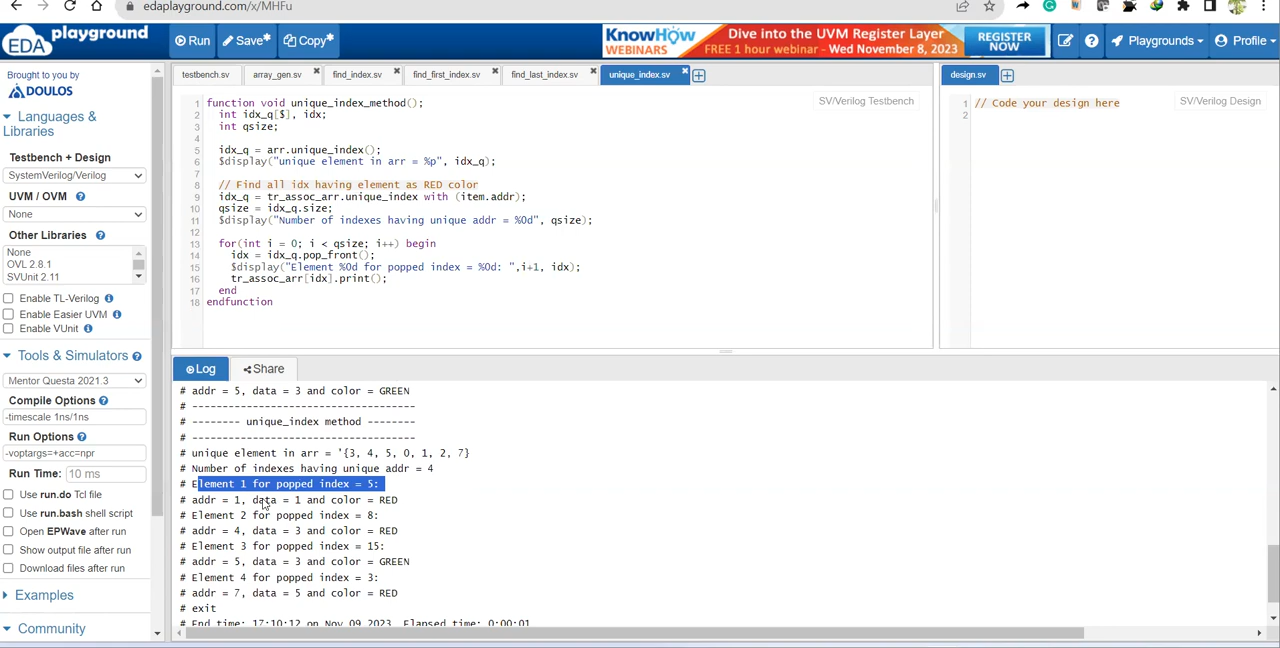 edaplayground.com/x/MHFu
EDA playground
Run
Save*
Copy*
KnowHow WEBINARS
Dive into the UVM Register Layer
FREE 1 hour webinar - Wed November 8, 2023
REGISTER NOW
Playgrounds
Profile
Brought to you by
DOULOS
Languages & Libraries
Testbench + Design
SystemVerilog/Verilog
UVM / OVM
None
Other Libraries
None
OVL 2.8.1
SVUnit 2.11
Enable TL-Verilog
Enable Easier UVM
Enable VUnit
Tools & Simulators
Mentor Questa 2021.3
Compile Options
-timescale 1ns/1ns
Run Options
-voptargs=+acc=npr
Run Time: 10 ms
Use run.do Tcl file
Use run.bash shell script
Open EPWave after run
Show output file after run
Download files after run
Examples
Community
testbench.sv array_gen.sv find_index.sv find_first_index.sv find_last_index.sv unique_index.sv
SV/Verilog Testbench
1 function void unique_index_method();
2 int idx_q[$], idx;
3 int qsize;
4
5 idx_q = arr.unique_index();
6 $display("unique element in arr = %p", idx_q);
7
8 // Find all idx having element as RED color
9 idx_q = tr_assoc_arr.unique_index with (item.addr);
10 qsize = idx_q.size;
11 $display("Number of indexes having unique addr = %0d", qsize);
12
13 for(int i = 0; i < qsize; i++) begin
14 idx = idx_q.pop_front();
15 $display("Element %0d for popped index = %0d: ",i+1, idx);
16 tr_assoc_arr[idx].print();
17 end
18 endfunction
design.sv
SV/Verilog Design
1 // Code your design here
2
Log
Share
# addr = 5, data = 3 and color = GREEN
# ------------------------------------
# -------- unique_index method --------
# ------------------------------------
# unique element in arr = '{3, 4, 5, 0, 1, 2, 7}
# Number of indexes having unique addr = 4
# Element 1 for popped index = 5:
# addr = 1, data = 1 and color = RED
# Element 2 for popped index = 8:
# addr = 4, data = 3 and color = RED
# Element 3 for popped index = 15:
# addr = 5, data = 3 and color = GREEN
# Element 4 for popped index = 3:
# addr = 7, data = 5 and color = RED
# exit
# End time: 17:10:12 on Nov 09,2023, Elapsed time: 0:00:01